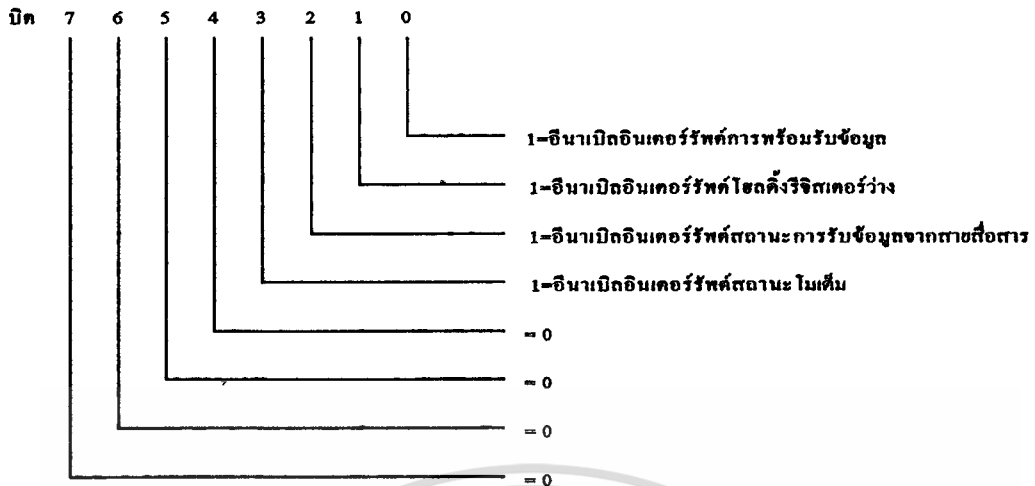 บิต 7 6 5 4 3 2 1 0
1=อีนาเบิลอินเตอร์รัพต์การพร้อมรับข้อมูล
1=อีนาเบิลอินเตอร์รัพต์โฮลดิ้งรีจิสเตอร์ว่าง
1=อีนาเบิลอินเตอร์รัพต์สถานะการรับข้อมูลจากสายสื่อสาร
1=อีนาเบิลอินเตอร์รัพต์สถานะโมเด็ม
= 0
= 0
= 0
= 0